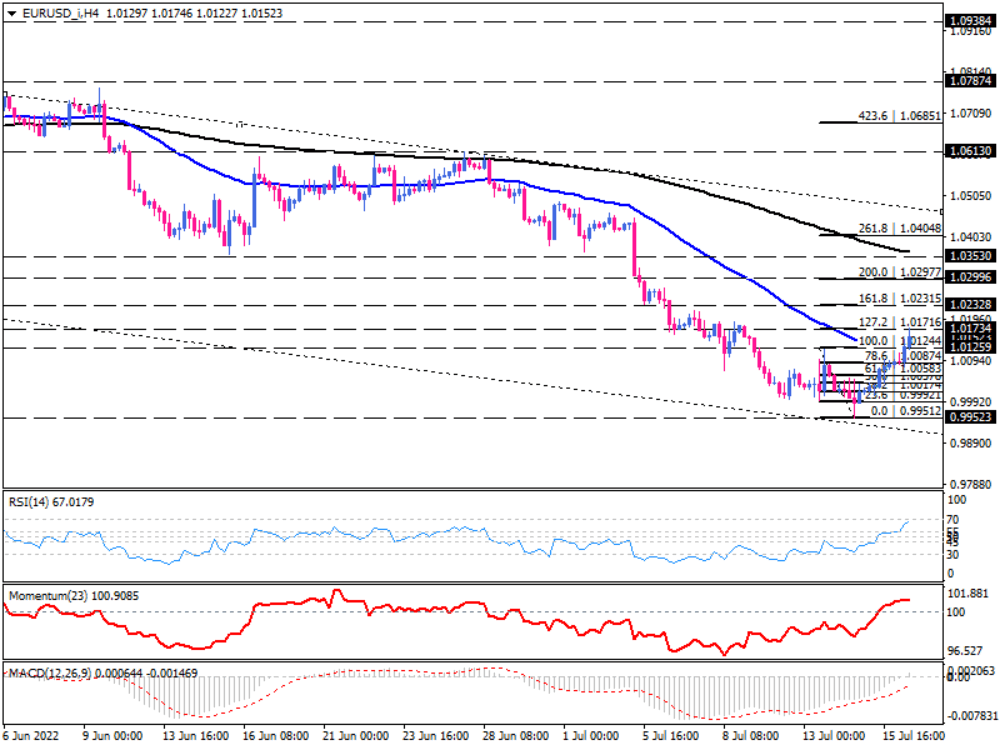 EURUSD_i,H4 1.01297 1.01746 1.01227 1.01523
1.09384
1.09160
1.08140
1.07874
423.6 | 1.06851
1.07090
1.06130
1.05050
261.8 | 1.04048
1.04030
1.03530
200.0 | 1.02977
1.02996
161.8 | 1.02315
1.02328
127.2 | 1.01716
1.01960
1.01734
100.0 | 1.01244
1.01259
78.6 | 1.00874
1.00940
1.00583
1.00174
23.6 | 0.99921
0.99920
0.0 | 0.99512
0.99523
0.98900
0.97880
RSI(14) 67.0179
100
70
30
0
Momentum(23) 100.9085
101.881
100
96.527
MACD(12,26,9) 0.000644 -0.001469
0.002063
0.00
-0.007831
6 Jun 2022
9 Jun 00:00
13 Jun 16:00
16 Jun 08:00
21 Jun 00:00
23 Jun 16:00
28 Jun 08:00
1 Jul 00:00
5 Jul 16:00
8 Jul 08:00
13 Jul 00:00
15 Jul 16:00